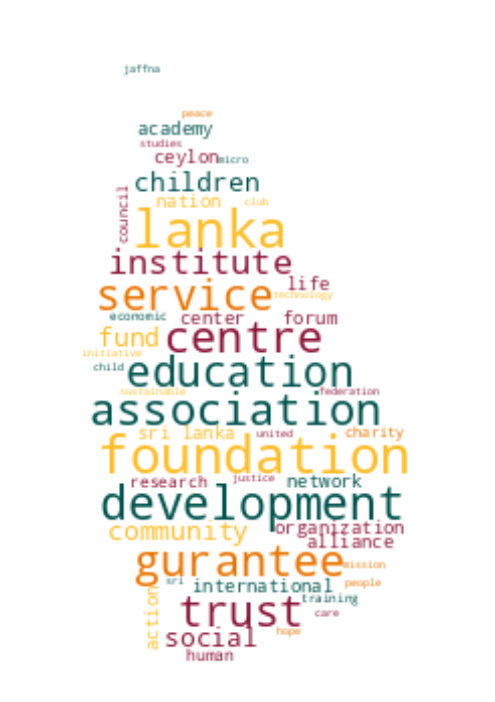 jaffna
peace
academy
studies
ceylon micro
children
council
nation club
lanka
institute
life
service technology
economic center forum
fund centre
initiative
child education
sustainable federation
association
sri lanka united charity
foundation
research justice network
development
community organization
alliance
gurantee mission
sri international people
action
trust training
care
social hope
human